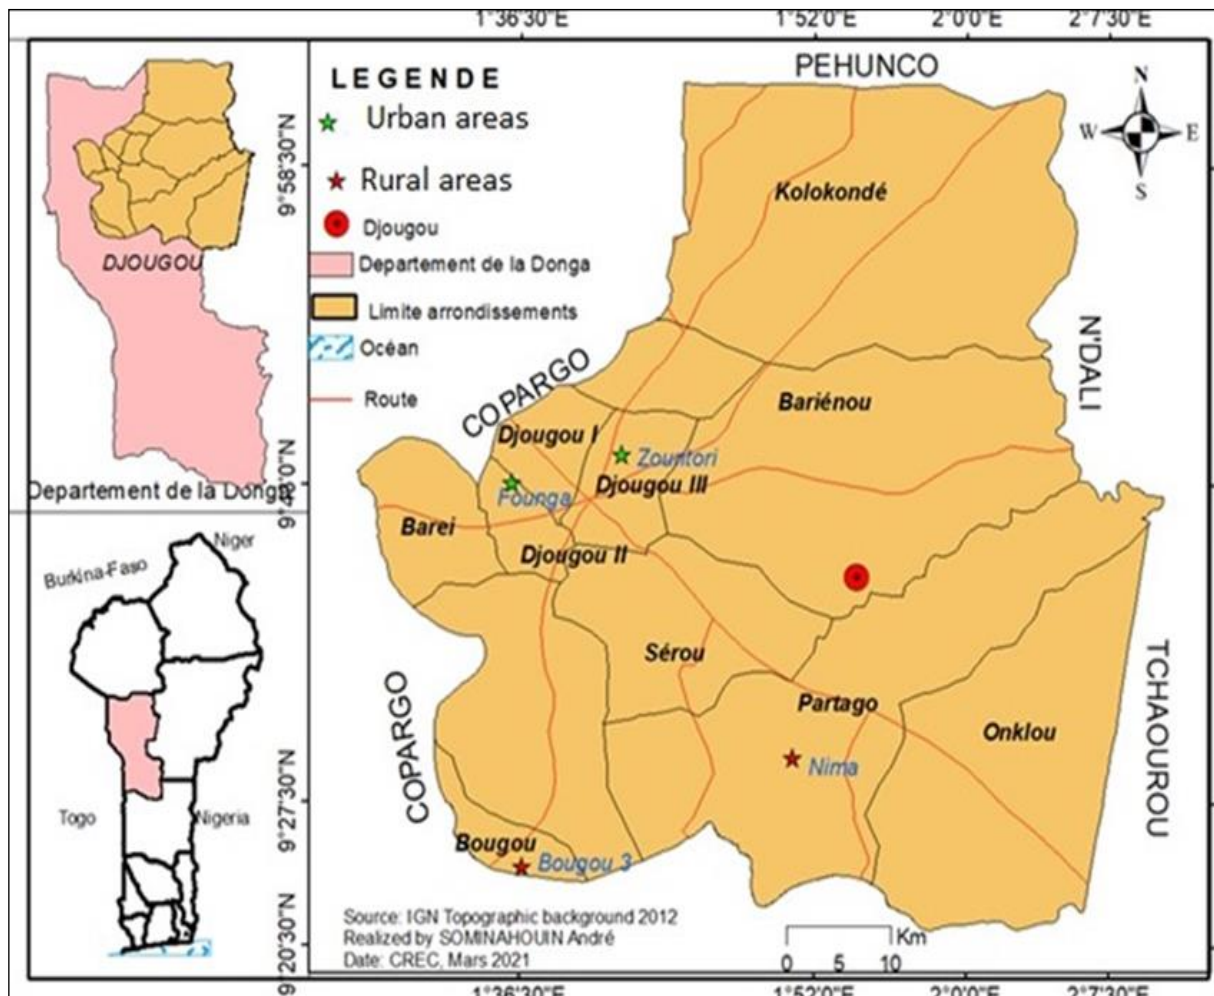 1°36'30"E 1°52'0"E 2°0'0"E 2°7'30"E
PEHUNCO
LEGENDE
Urban areas
Rural areas
Djougou
Departement de la Donga
Limite arrondissements
Océan
Route
N
W E
S
DJOUGOU
Departement de la Donga
9°58'30"N
9°27'30"N
9°20'30"N
Kolokondé
N'DALI
COPARGO
Bariénou
Djougou I
Zountori
Djougou III
Founga
Barei
Djougou II
Sérou
Partago
Onklou
TCHAOUROU
COPARGO
Nima
Bougou
Bougou 3
Niger
Burkina-Faso
Togo
Nigeria
Source: IGN Topographic background 2012
Realized by SOMINAHOUIN André
Date: CREC, Mars 2021
Km
0 5 10
1°36'30"E 1°52'0"E 2°0'0"E 2°7'30"E